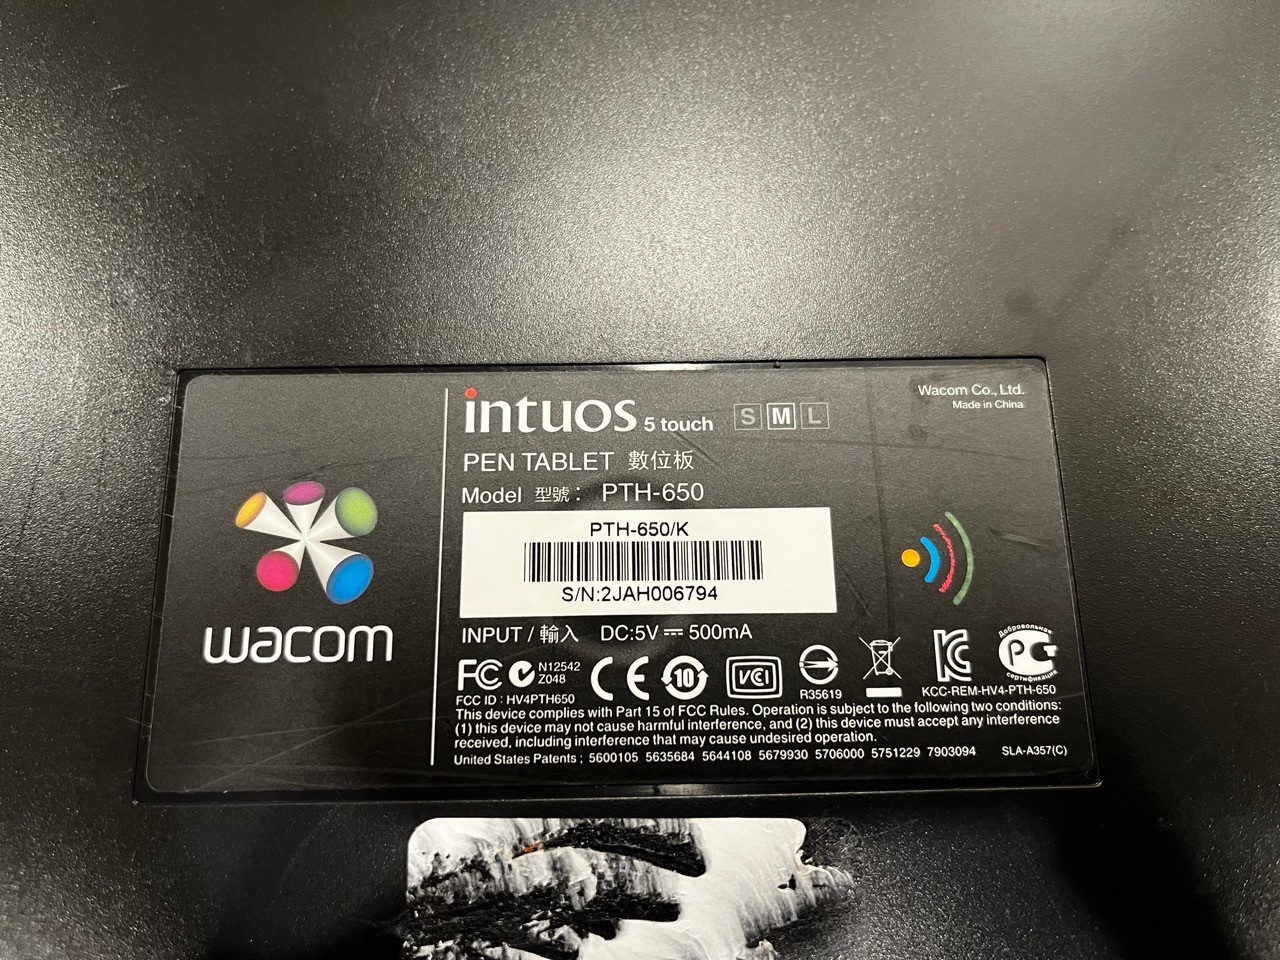 wacom
intuos 5 touch S M L
Wacom Co., Ltd.
Made in China
PEN TABLET 數位板
Model 型號： PTH-650
PTH-650/K
S/N:2JAH006794
INPUT / 輸入 DC:5V ⎓ 500mA
FC N12542 Z048 CE 10 VCI R35619 KC Добровольная РСТ сертификация
FCC ID : HV4PTH650
KCC-REM-HV4-PTH-650
This device complies with Part 15 of FCC Rules. Operation is subject to the following two conditions:
(1) this device may not cause harmful interference, and (2) this device must accept any interference
received, including interference that may cause undesired operation.
United States Patents ; 5600105 5635684 5644108 5679930 5706000 5751229 7903094 SLA-A357(C)